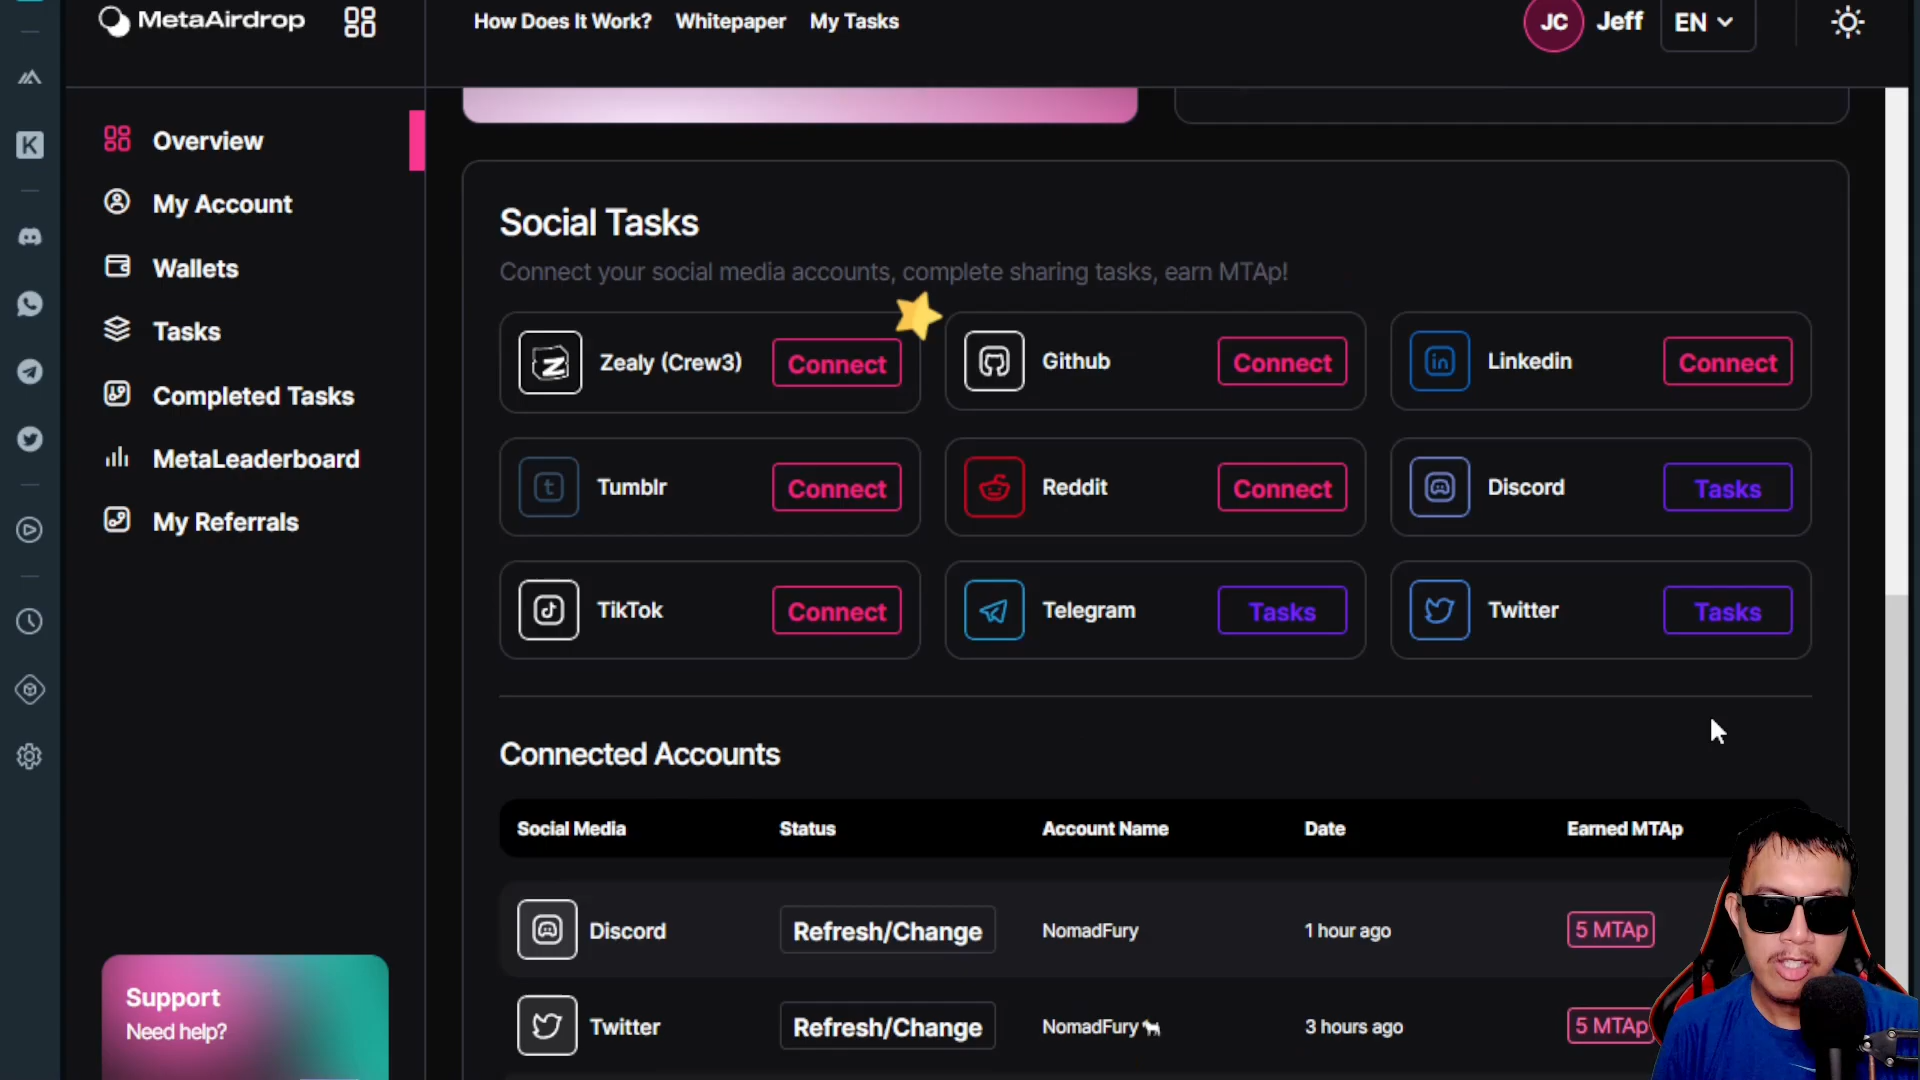 MetaAirdrop
How Does It Work?
Whitepaper
My Tasks
JC
Jeff
EN
Overview
My Account
Wallets
Tasks
Completed Tasks
MetaLeaderboard
My Referrals
Support
Need help?
Social Tasks
Connect your social media accounts, complete sharing tasks, earn MTAp!
Zealy (Crew3)
Connect
Github
Connect
Linkedin
Connect
Tumblr
Connect
Reddit
Connect
Discord
Tasks
TikTok
Connect
Telegram
Tasks
Twitter
Tasks
Connected Accounts
Social Media
Status
Account Name
Date
Earned MTAp
Discord
Refresh/Change
NomadFury
1 hour ago
5 MTAp
Twitter
Refresh/Change
NomadFury
3 hours ago
5 MTAp